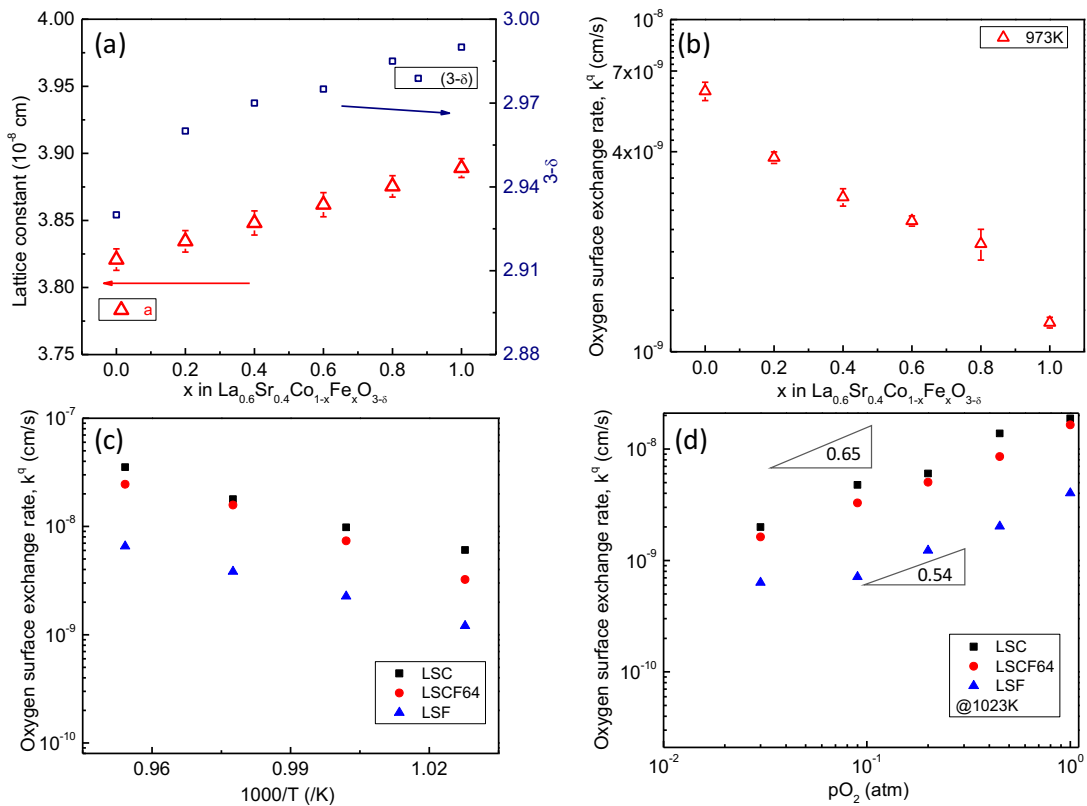 (a)
4.00
3.95
3.90
3.85
3.80
3.75
Lattice constant (10⁻⁸ cm)
(3-δ)
a
3.00
2.97
2.94
2.91
2.88
3-δ
0.0 0.2 0.4 0.6 0.8 1.0
x in La₀.₆Sr₀.₄Co₁₋ₓFeₓO₃₋δ
(b)
10⁻⁸
7x10⁻⁹
4x10⁻⁹
10⁻⁹
Oxygen surface exchange rate, k^q (cm/s)
973K
0.0 0.2 0.4 0.6 0.8 1.0
x in La₀.₆Sr₀.₄Co₁₋ₓFeₓO₃₋δ
(c)
10⁻⁷
10⁻⁸
10⁻⁹
10⁻¹⁰
Oxygen surface exchange rate, k^q (cm/s)
LSC
LSCF64
LSF
0.96 0.99 1.02
1000/T (/K)
(d)
10⁻⁸
10⁻⁹
10⁻¹⁰
Oxygen surface exchange rate, k^q (cm/s)
0.65
0.54
LSC
LSCF64
LSF
@1023K
10⁻² 10⁻¹ 10⁰
pO₂ (atm)